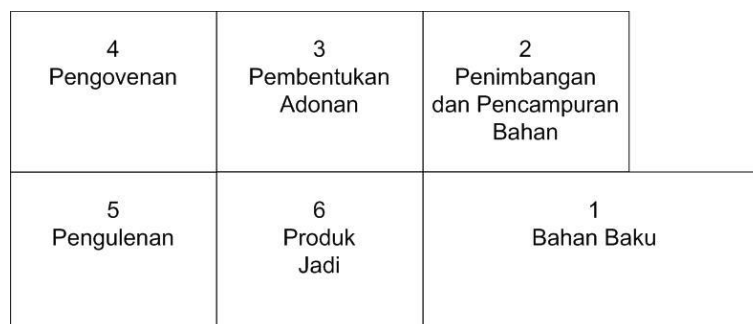 4
Pengovenan
3
Pembentukan
Adonan
2
Penimbangan
dan Pencampuran
Bahan
5
Pengulenan
6
Produk
Jadi
1
Bahan Baku